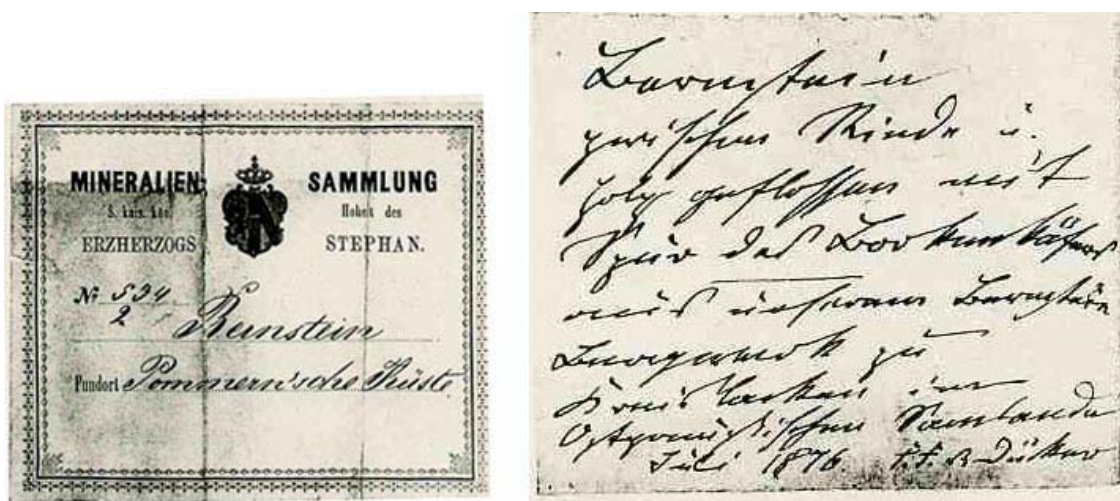 MINERALIEN: SAMMLUNG
S. kais. kön. Hoheit des
ERZHERZOGS STEPHAN.
No 534
2
Bernstein
Fundort Pommern'sche Küste
Bernstein
zwischen Rinde u.
Holz geflossen mit
Spur des Borkenkäfers
aus unserem Bernstein
Bergwerk zu
im
Ostpreußischen Samlande
Juli 1876 F. F. v Dücker